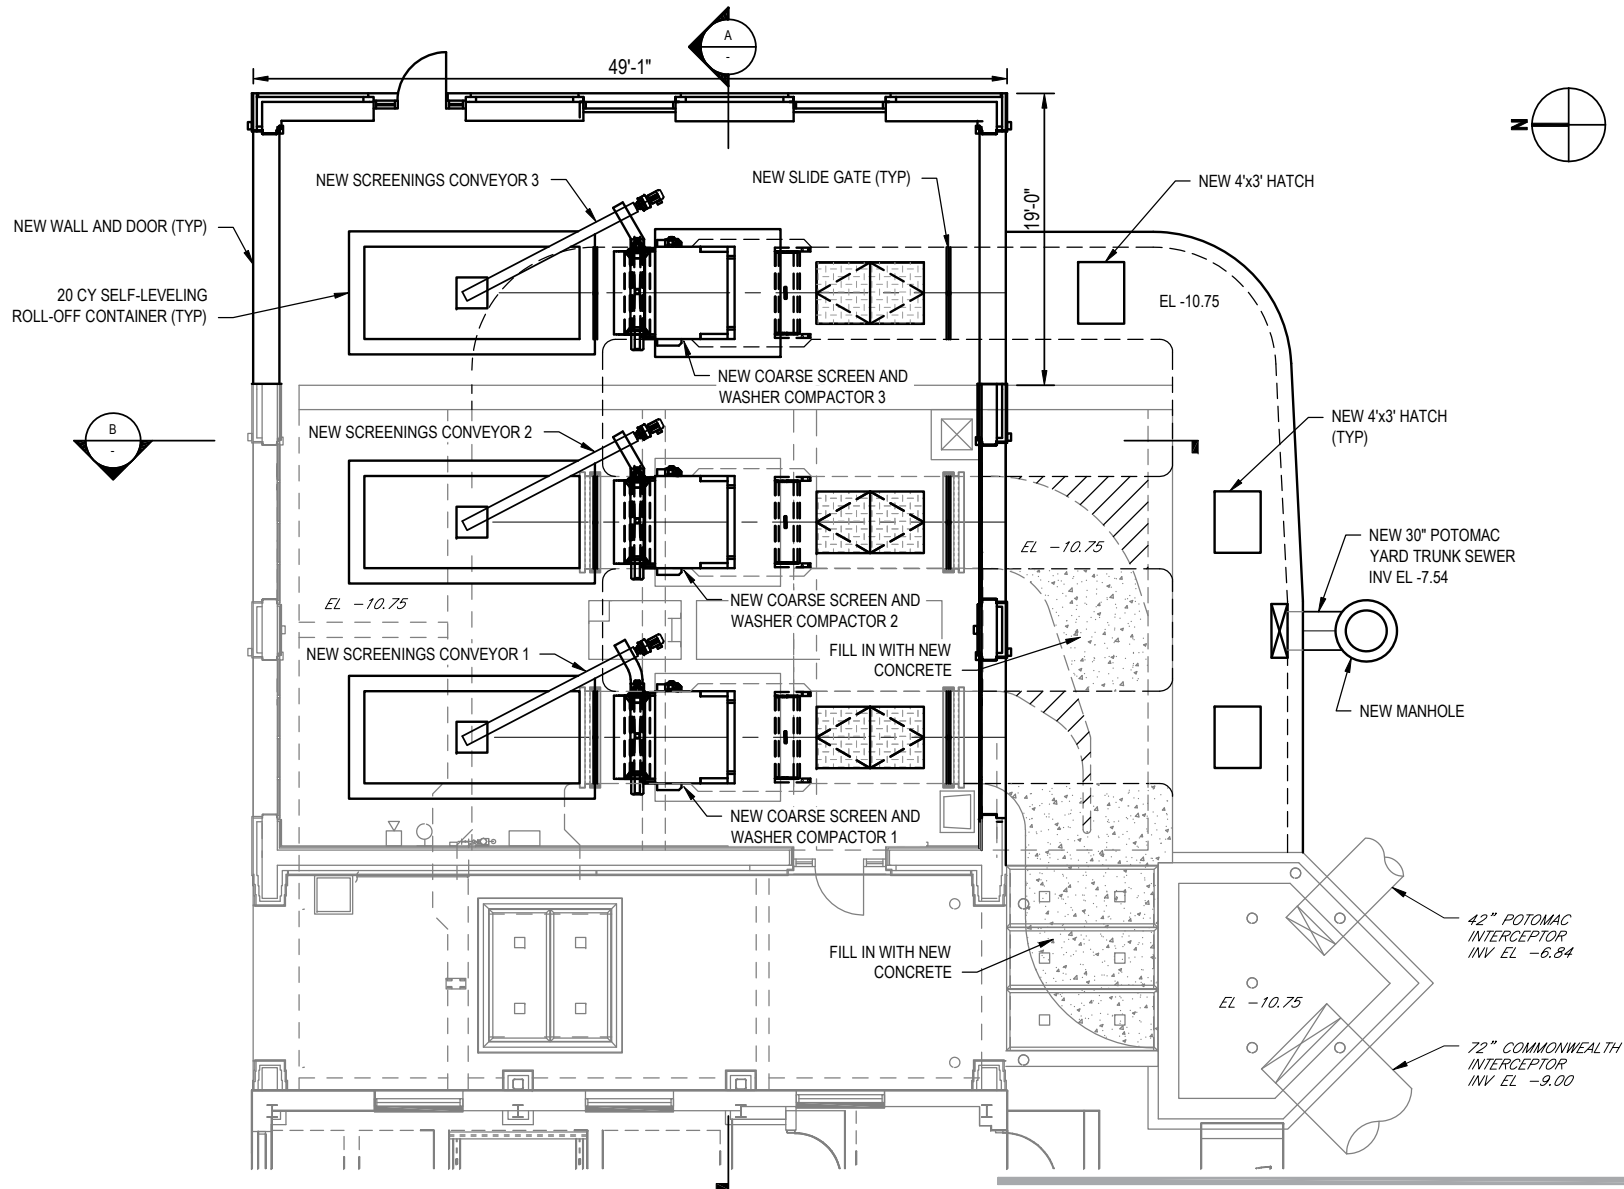 A
-
49'-1"
N
NEW SCREENINGS CONVEYOR 3
NEW SLIDE GATE (TYP)
NEW 4'x3' HATCH
19'-0"
NEW WALL AND DOOR (TYP)
20 CY SELF-LEVELING
ROLL-OFF CONTAINER (TYP)
EL -10.75
NEW COARSE SCREEN AND
WASHER COMPACTOR 3
B
-
NEW SCREENINGS CONVEYOR 2
NEW 4'x3' HATCH
(TYP)
EL -10.75
NEW 30" POTOMAC
YARD TRUNK SEWER
INV EL -7.54
EL -10.75
NEW COARSE SCREEN AND
WASHER COMPACTOR 2
NEW SCREENINGS CONVEYOR 1
FILL IN WITH NEW
CONCRETE
NEW MANHOLE
NEW COARSE SCREEN AND
WASHER COMPACTOR 1
42" POTOMAC
INTERCEPTOR
INV EL -6.84
FILL IN WITH NEW
CONCRETE
EL -10.75
72" COMMONWEALTH
INTERCEPTOR
INV EL -9.00